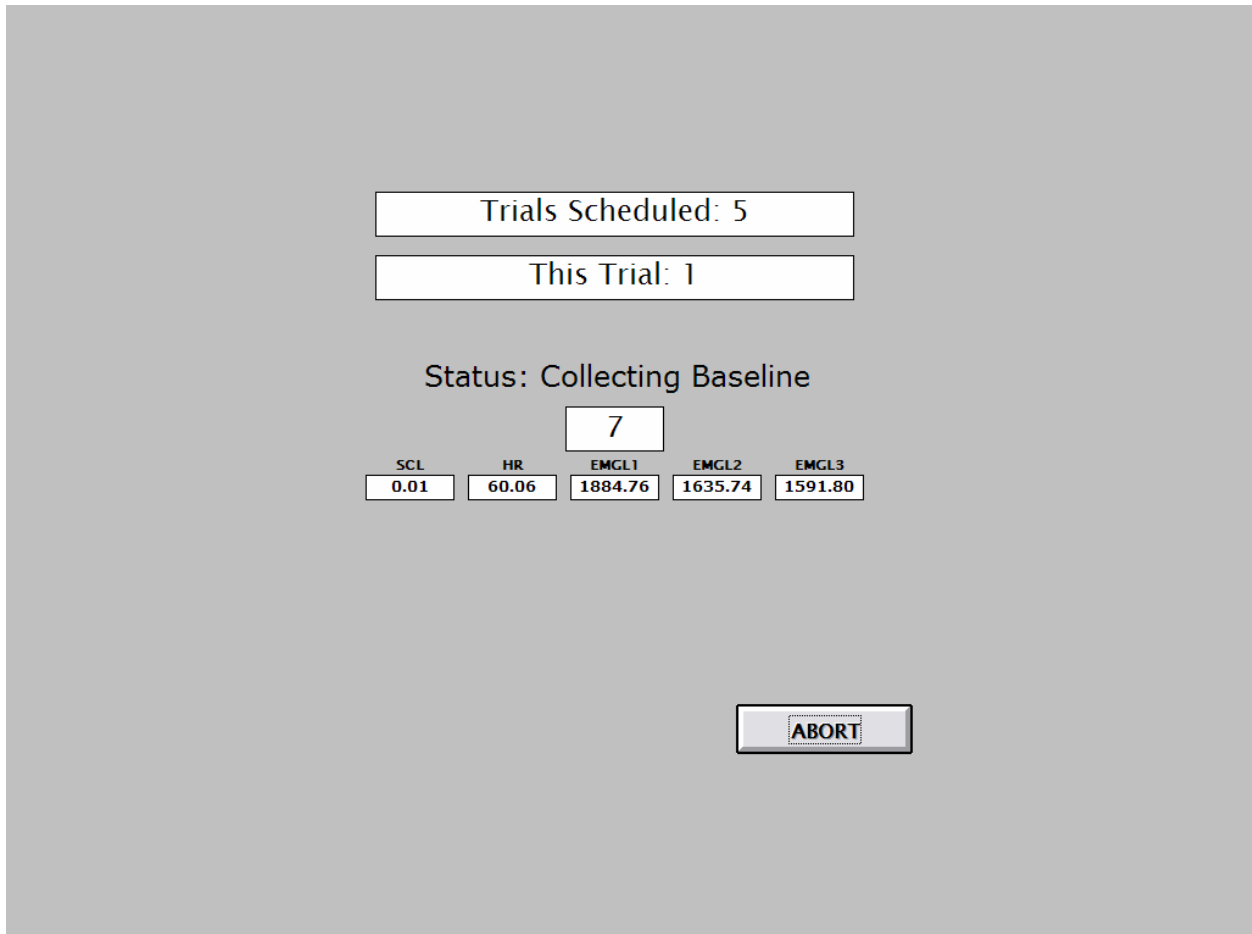 Trials Scheduled: 5
This Trial: 1
Status: Collecting Baseline
7
SCL HR EMGL1 EMGL2 EMGL3
0.01 60.06 1884.76 1635.74 1591.80
ABORT